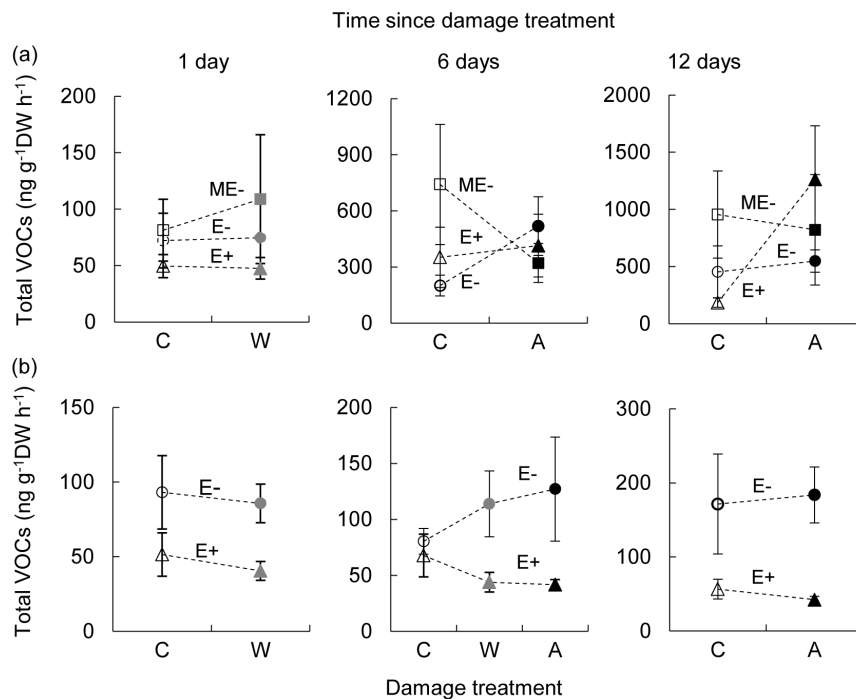 Time since damage treatment
(a)
1 day
6 days
12 days
Total VOCs (ng g⁻¹DW h⁻¹)
200
150
100
50
0
ME-
E-
E+
C
W
1200
900
600
300
0
ME-
E+
E-
C
A
2000
1500
1000
500
0
ME-
E-
E+
C
A
(b)
Total VOCs (ng g⁻¹DW h⁻¹)
150
100
50
0
E-
E+
C
W
200
150
100
50
0
E-
E+
C
W
A
300
200
100
0
E-
E+
C
A
Damage treatment